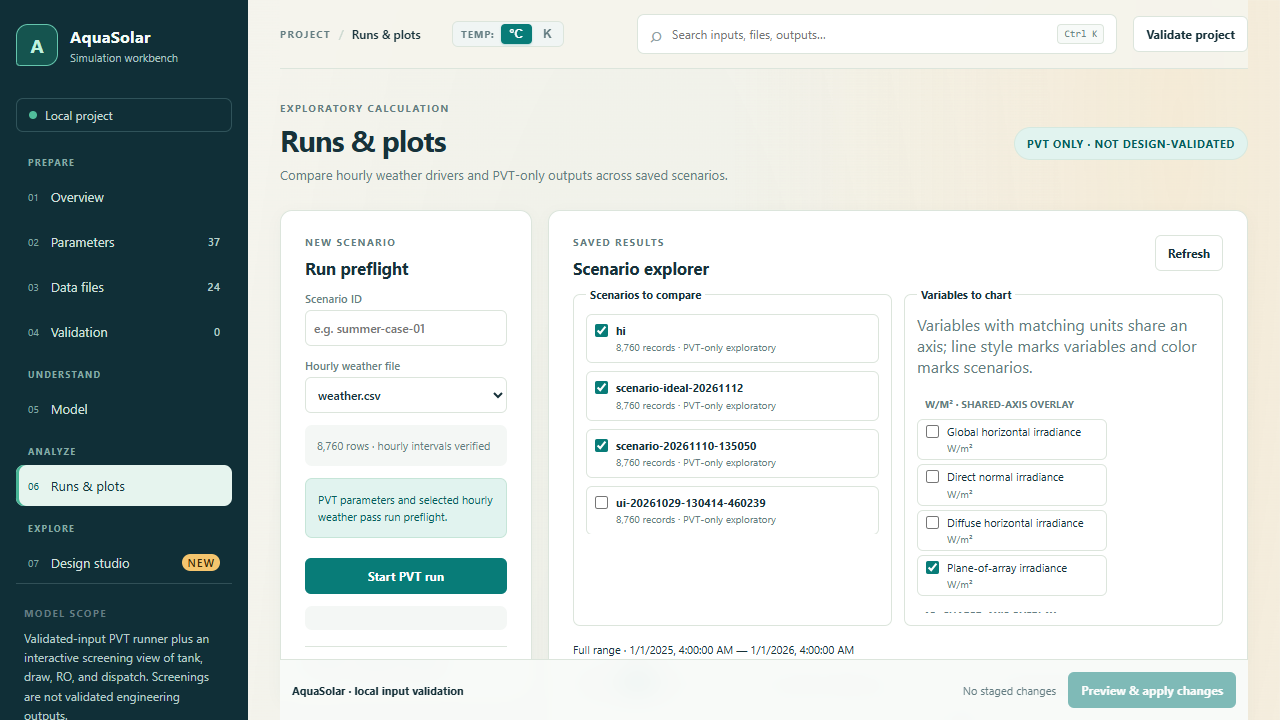 A
AquaSolar
Simulation workbench
Local project
PREPARE
01 Overview
02 Parameters 37
03 Data files 24
04 Validation 0
UNDERSTAND
05 Model
ANALYZE
06 Runs & plots
EXPLORE
07 Design studio NEW
MODEL SCOPE
Validated-input PVT runner plus an
interactive screening view of tank,
draw, RO, and dispatch. Screenings
are not validated engineering
outputs.
PROJECT / Runs & plots
TEMP: °C K
Search inputs, files, outputs...
Ctrl K
Validate project
EXPLORATORY CALCULATION
Runs & plots
Compare hourly weather drivers and PVT-only outputs across saved scenarios.
PVT ONLY · NOT DESIGN-VALIDATED
NEW SCENARIO
Run preflight
Scenario ID
e.g. summer-case-01
Hourly weather file
weather.csv
8,760 rows · hourly intervals verified
PVT parameters and selected hourly
weather pass run preflight.
Start PVT run
SAVED RESULTS
Scenario explorer
Refresh
Scenarios to compare
hi
8,760 records · PVT-only exploratory
scenario-ideal-20261112
8,760 records · PVT-only exploratory
scenario-20261110-135050
8,760 records · PVT-only exploratory
ui-20261029-130414-460239
8,760 records · PVT-only exploratory
Variables to chart
Variables with matching units share an
axis; line style marks variables and color
marks scenarios.
W/M² · SHARED-AXIS OVERLAY
Global horizontal irradiance
W/m²
Direct normal irradiance
W/m²
Diffuse horizontal irradiance
W/m²
Plane-of-array irradiance
W/m²
Full range · 1/1/2025, 4:00:00 AM — 1/1/2026, 4:00:00 AM
AquaSolar · local input validation
No staged changes
Preview & apply changes